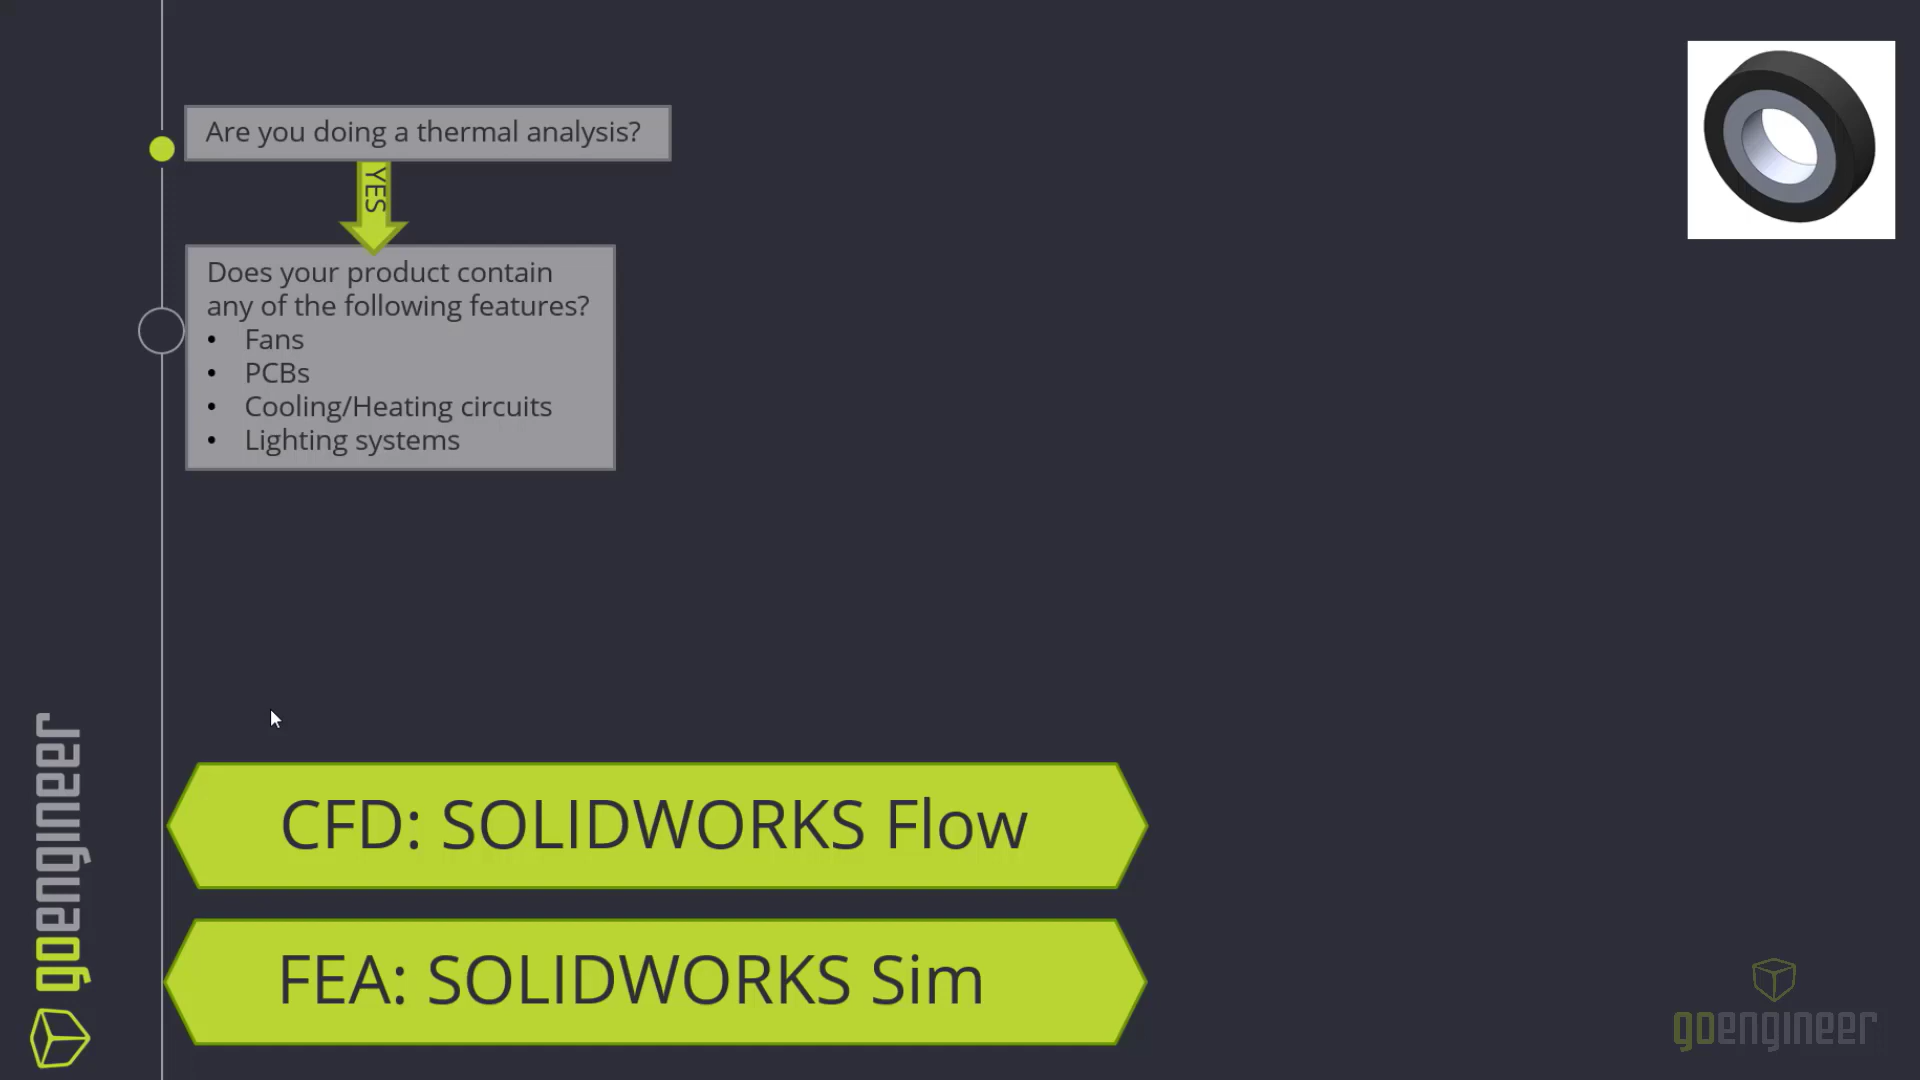 Are you doing a thermal analysis?
YES
Does your product contain
any of the following features?
• Fans
• PCBs
• Cooling/Heating circuits
• Lighting systems
CFD: SOLIDWORKS Flow
FEA: SOLIDWORKS Sim
goengineer
goengineer